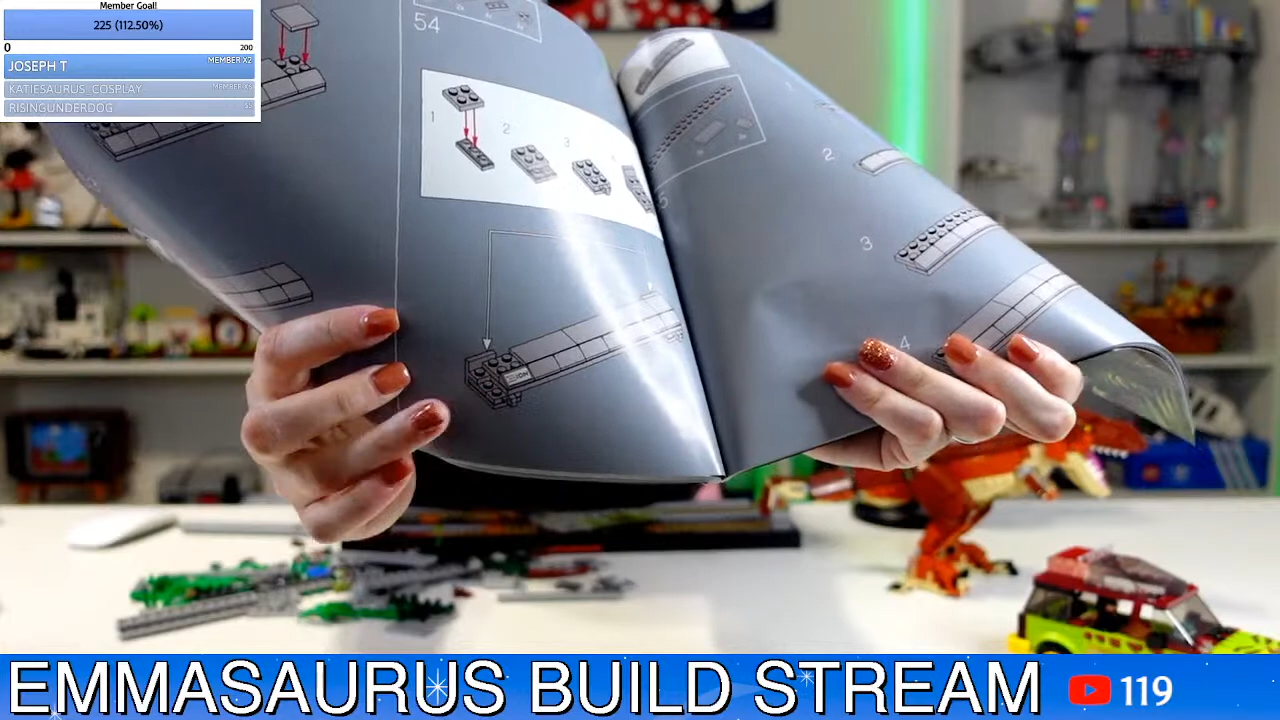 Member Goal!
225 (112.50%)
0 200
JOSEPH T MEMBER X2
KATIESAURUS_COSPLAY
RISINGUNDERDOG
54
1
2
3
5
2
3
4
EMMASAURUS BUILD STREAM 119